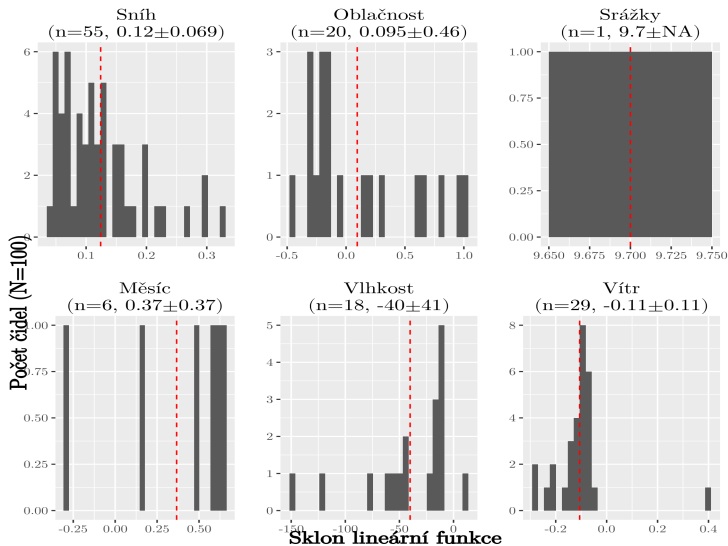 Sníh
(n=55, 0.12±0.069)
Oblačnost
(n=20, 0.095±0.46)
Srážky
(n=1, 9.7±NA)
6
4
2
0
0.1 0.2 0.3
3
2
1
0
-0.5 0.0 0.5 1.0
1.00
0.75
0.50
0.25
0.00
9.650 9.675 9.700 9.725 9.750
Počet čidel (N=100)
Měsíc
(n=6, 0.37±0.37)
Vlhkost
(n=18, -40±41)
Vítr
(n=29, -0.11±0.11)
1.00
0.75
0.50
0.25
0.00
-0.25 0.00 0.25 0.50
5
4
3
2
1
0
-150 -100 -50 0
8
6
4
2
0
-0.2 0.0 0.2 0.4
Sklon lineární funkce